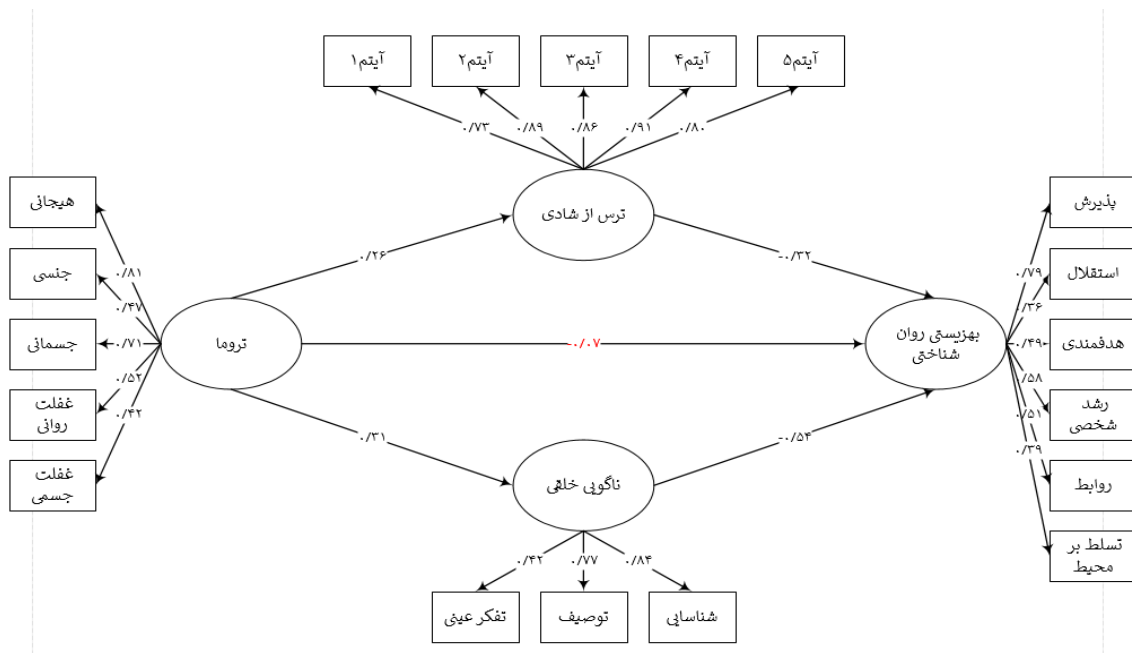 آیتم۱
آیتم۲
آیتم۳
آیتم۴
آیتم۵
۰/۷۳
۰/۸۹
۰/۸۶
۰/۹۱
۰/۸۰
ترس از شادی
هیجانی
جنسی
جسمانی
غفلت
روانی
غفلت
جسمی
۰/۸۱
۰/۴۷
۰/۷۱
۰/۵۲
۰/۴۲
تروما
۰/۲۶
-۰/۳۲
-۰/۰۷
۰/۳۱
-۰/۵۴
بهزیستی روان
شناختی
۰/۷۹
۰/۳۶
۰/۴۹
۰/۵۸
۰/۵۱
۰/۳۹
پذیرش
استقلال
هدفمندی
رشد
شخصی
روابط
تسلط بر
محیط
ناگویی خلقی
۰/۴۲
۰/۷۷
۰/۸۴
تفکر عینی
توصیف
شناسایی